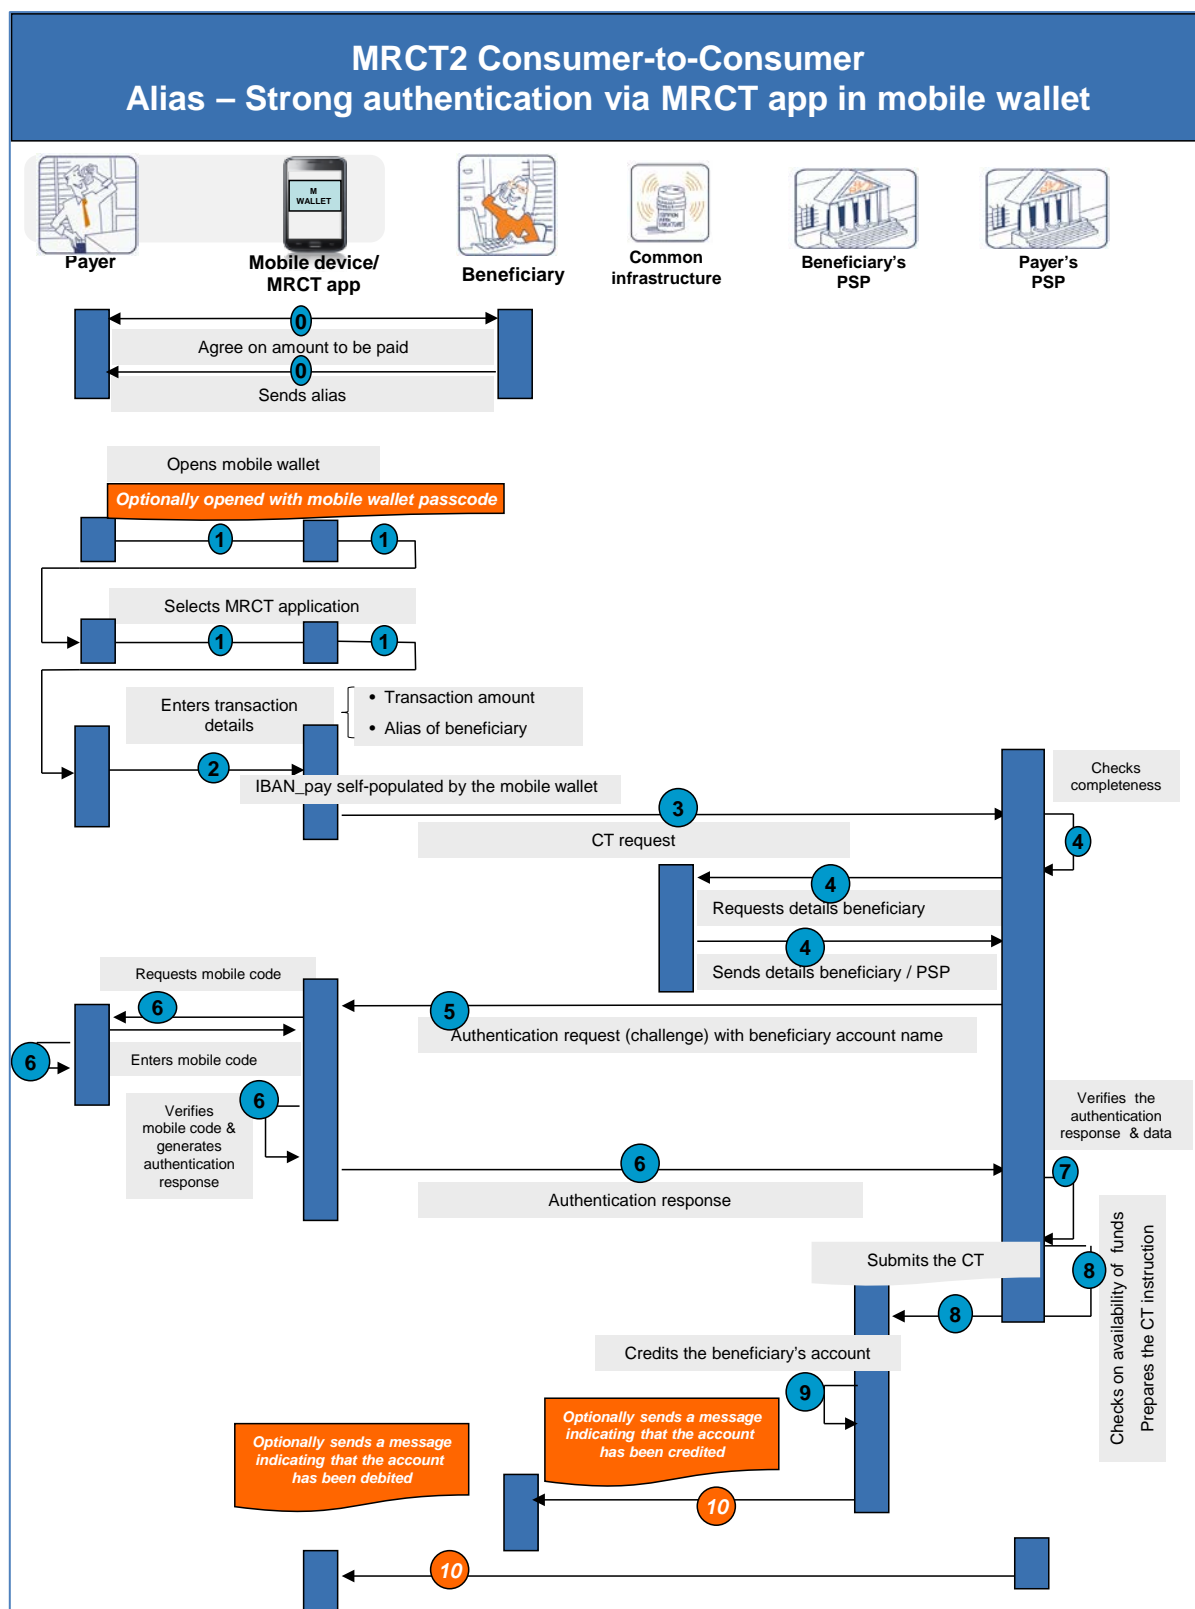 MRCT2 Consumer-to-Consumer
Alias – Strong authentication via MRCT app in mobile wallet
M
WALLET
COMMON
Payer
Mobile device/
MRCT app
Beneficiary
Common
infrastructure
Beneficiary's
PSP
Payer's
PSP
0
Agree on amount to be paid
0
Sends alias
Opens mobile wallet
Optionally opened with mobile wallet passcode
1
1
Selects MRCT application
1
1
Enters transaction
details
• Transaction amount
• Alias of beneficiary
2
IBAN_pay self-populated by the mobile wallet
Checks
completeness
3
CT request
4
4
Requests details beneficiary
4
Sends details beneficiary / PSP
Requests mobile code
6
5
Authentication request (challenge) with beneficiary account name
6
Enters mobile code
6
Verifies
mobile code &
generates
authentication
response
Verifies the
authentication
response & data
6
Authentication response
7
Submits the CT
8
8
Checks on availability of funds
Prepares the CT instruction
Credits the beneficiary's account
9
Optionally sends a message
indicating that the account
has been credited
Optionally sends a message
indicating that the account
has been debited
10
10